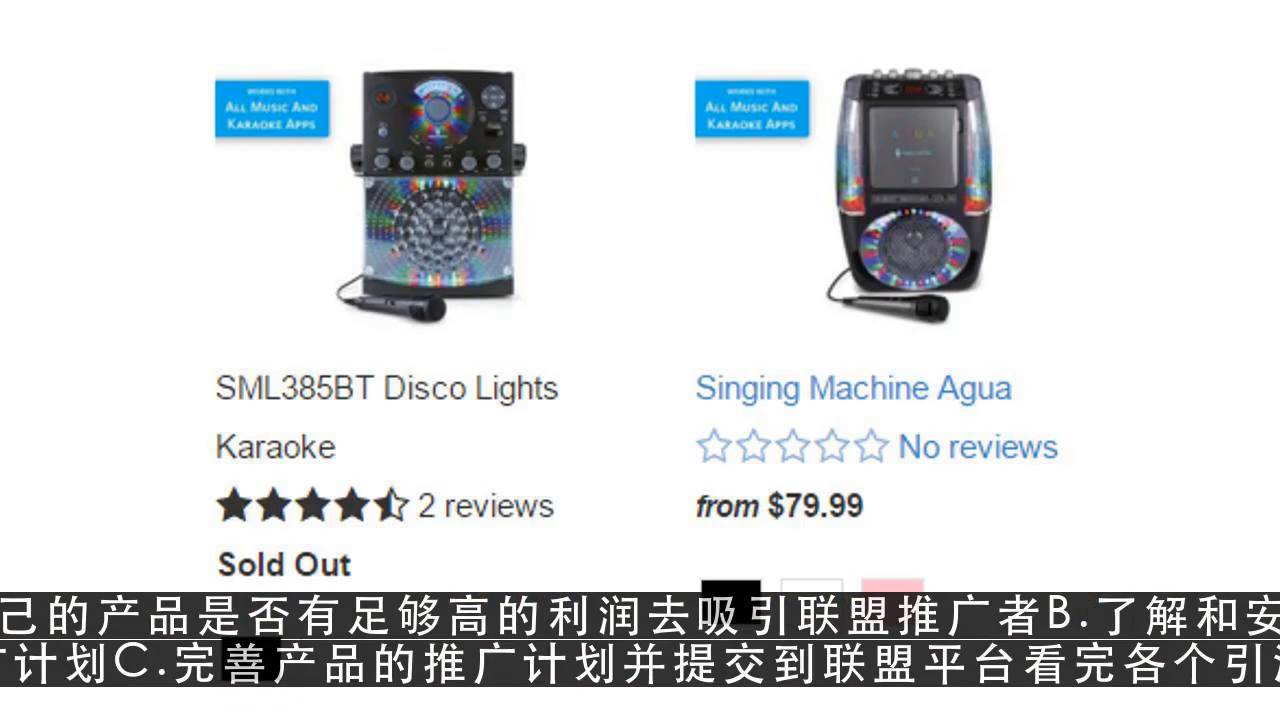 WORKS WITH
ALL MUSIC AND
KARAOKE APPS
WORKS WITH
ALL MUSIC AND
KARAOKE APPS
SML385BT Disco Lights
Karaoke
2 reviews
Sold Out
Singing Machine Agua
No reviews
from $79.99
己的产品是否有足够高的利润去吸引联盟推广者B.了解和安
计划C.完善产品的推广计划并提交到联盟平台看完各个引